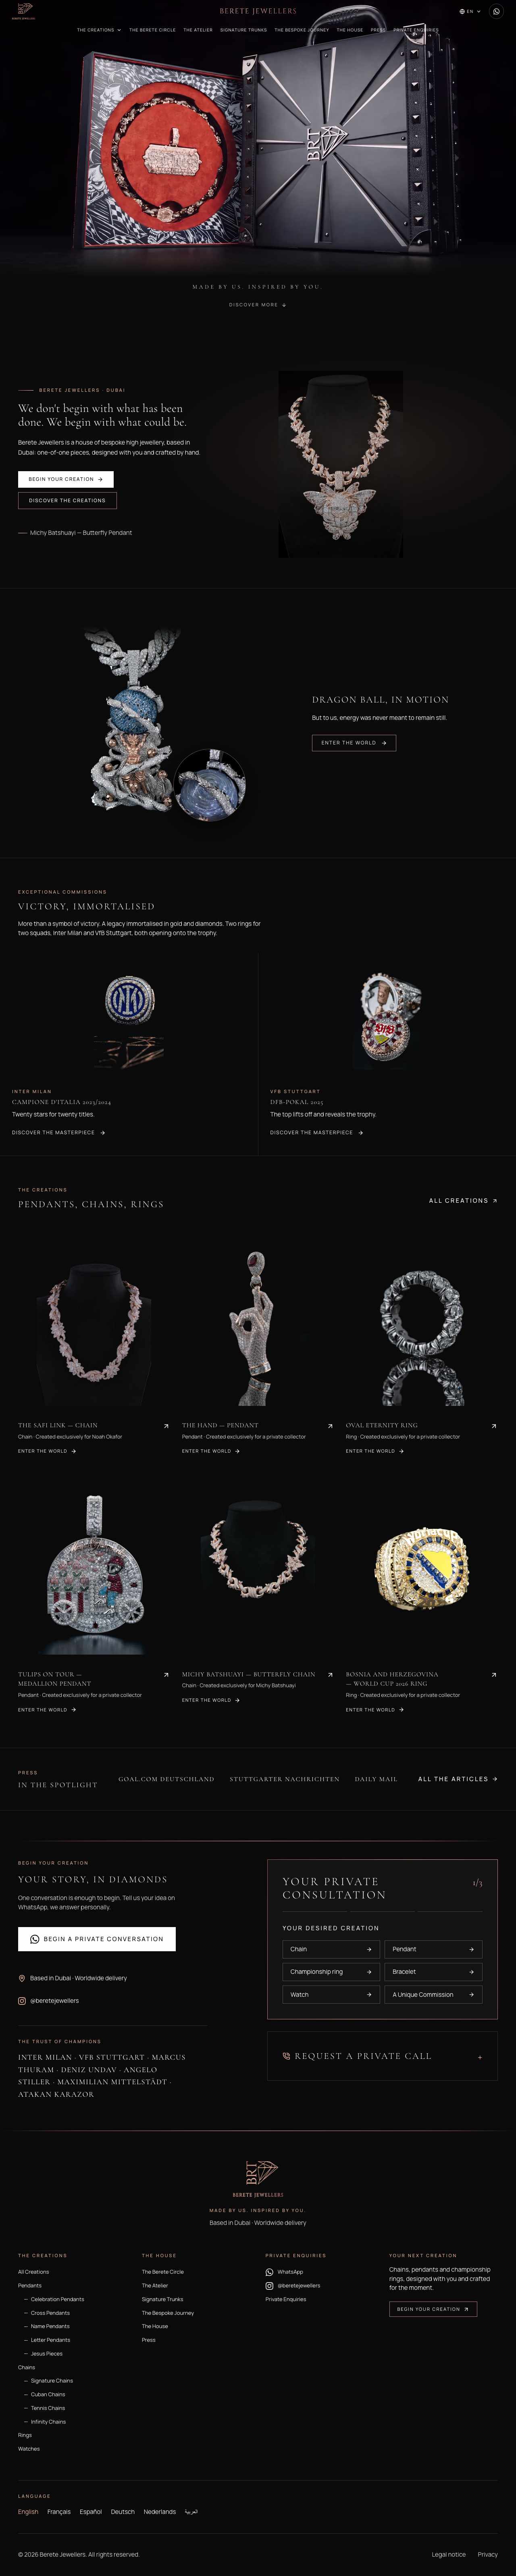 BRT
BERETE JEWELLERS
BERETE JEWELLERS
EN
THE CREATIONS
THE BERETE CIRCLE
THE ATELIER
SIGNATURE TRUNKS
THE BESPOKE JOURNEY
THE HOUSE
PRESS
PRIVATE ENQUIRIES
BRT
MADE BY US. INSPIRED BY YOU.
DISCOVER MORE
BERETE JEWELLERS · DUBAI
We don't begin with what has been
done. We begin with what could be.
Berete Jewellers is a house of bespoke high jewellery, based in
Dubai: one-of-one pieces, designed with you and crafted by hand.
BEGIN YOUR CREATION →
DISCOVER THE CREATIONS
Michy Batshuayi — Butterfly Pendant
DRAGON BALL, IN MOTION
But to us, energy was never meant to remain still.
ENTER THE WORLD →
EXCEPTIONAL COMMISSIONS
VICTORY, IMMORTALISED
More than a symbol of victory. A legacy immortalised in gold and diamonds. Two rings for
two squads, Inter Milan and VfB Stuttgart, both opening onto the trophy.
INTER MILAN
CAMPIONE D'ITALIA 2023/2024
Twenty stars for twenty titles.
DISCOVER THE MASTERPIECE →
VFB STUTTGART
DFB-POKAL 2025
The top lifts off and reveals the trophy.
DISCOVER THE MASTERPIECE →
THE CREATIONS
PENDANTS, CHAINS, RINGS
ALL CREATIONS ↗
THE SAFI LINK — CHAIN
Chain · Created exclusively for Noah Okafor
ENTER THE WORLD →
THE HAND — PENDANT
Pendant · Created exclusively for a private collector
ENTER THE WORLD →
OVAL ETERNITY RING
Ring · Created exclusively for a private collector
ENTER THE WORLD →
TULIPS ON TOUR —
MEDALLION PENDANT
Pendant · Created exclusively for a private collector
ENTER THE WORLD →
MICHY BATSHUAYI — BUTTERFLY CHAIN
Chain · Created exclusively for Michy Batshuayi
ENTER THE WORLD →
BOSNIA AND HERZEGOVINA
— WORLD CUP 2026 RING
Ring · Created exclusively for a private collector
ENTER THE WORLD →
PRESS
IN THE SPOTLIGHT
GOAL.COM DEUTSCHLAND
STUTTGARTER NACHRICHTEN
DAILY MAIL
ALL THE ARTICLES →
BEGIN YOUR CREATION
YOUR STORY, IN DIAMONDS
One conversation is enough to begin. Tell us your idea on
WhatsApp, we answer personally.
BEGIN A PRIVATE CONVERSATION
Based in Dubai · Worldwide delivery
@beretejewellers
THE TRUST OF CHAMPIONS
INTER MILAN · VFB STUTTGART · MARCUS
THURAM · DENIZ UNDAV · ANGELO
STILLER · MAXIMILIAN MITTELSTÄDT ·
ATAKAN KARAZOR
YOUR PRIVATE
CONSULTATION
1/3
YOUR DESIRED CREATION
Chain →
Pendant →
Championship ring →
Bracelet →
Watch →
A Unique Commission →
REQUEST A PRIVATE CALL +
BRT
BERETE JEWELLERS
MADE BY US. INSPIRED BY YOU.
Based in Dubai · Worldwide delivery
THE CREATIONS
All Creations
Pendants
— Celebration Pendants
— Cross Pendants
— Name Pendants
— Letter Pendants
— Jesus Pieces
Chains
— Signature Chains
— Cuban Chains
— Tennis Chains
— Infinity Chains
Rings
Watches
THE HOUSE
The Berete Circle
The Atelier
Signature Trunks
The Bespoke Journey
The House
Press
PRIVATE ENQUIRIES
WhatsApp
@beretejewellers
Private Enquiries
YOUR NEXT CREATION
Chains, pendants and championship
rings, designed with you and crafted
for the moment.
BEGIN YOUR CREATION ↗
LANGUAGE
English
Français
Español
Deutsch
Nederlands
العربية
© 2026 Berete Jewellers. All rights reserved.
Legal notice
Privacy